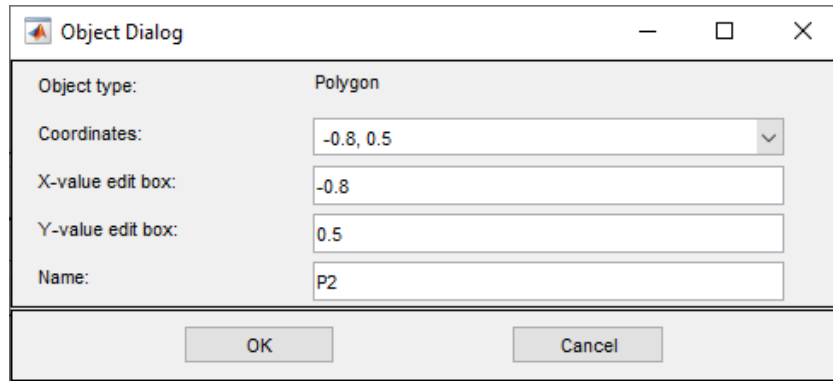 Object Dialog
Object type: Polygon
Coordinates: -0.8, 0.5
X-value edit box: -0.8
Y-value edit box: 0.5
Name: P2
OK Cancel